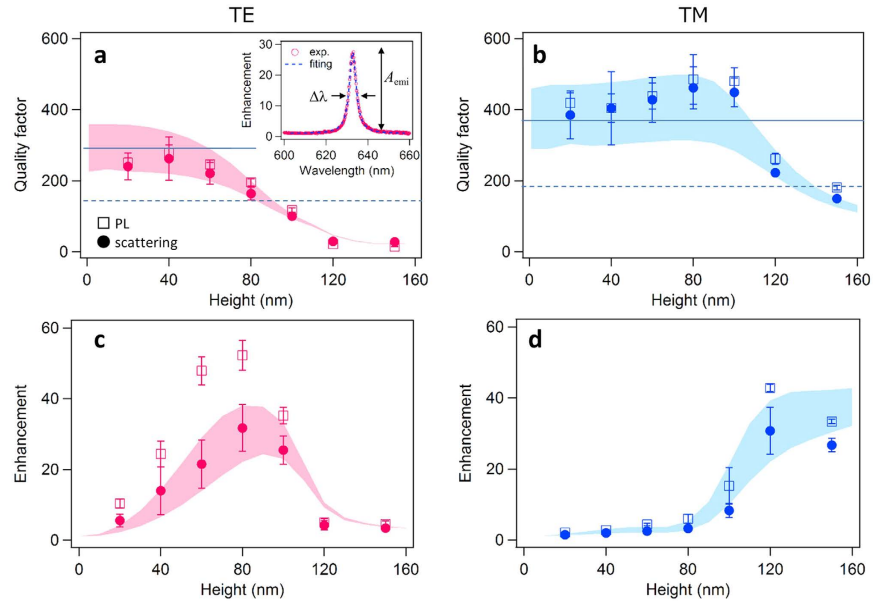 TE
TM
a
600
400
200
0
Quality factor
0
40
80
120
160
Height (nm)
PL
scattering
30
20
10
0
Enhancement
600
620
640
660
Wavelength (nm)
exp.
fitting
Δλ
Aemi
b
600
400
200
0
Quality factor
0
40
80
120
160
Height (nm)
c
60
40
20
0
Enhancement
0
40
80
120
160
Height (nm)
d
60
40
20
0
Enhancement
0
40
80
120
160
Height (nm)